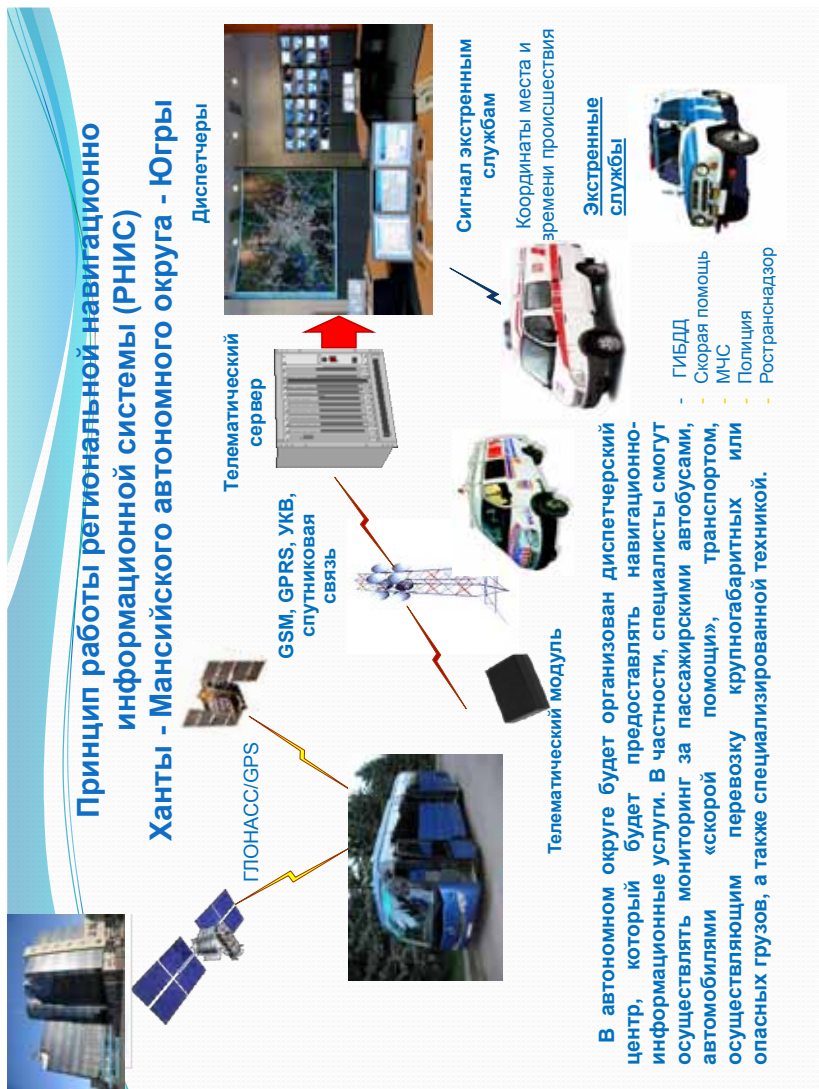 Принцип работы региональной навигационно
информационной системы (РНИС)
Ханты - Мансийского автономного округа - Югры
ГЛОНАСС/GPS
GSM, GPRS, УКВ,
спутниковая
связь
Телематический
сервер
Диспетчеры
Телематический модуль
Сигнал экстренным
службам
Координаты места и
времени происшествия
Экстренные
службы
- ГИБДД
- Скорая помощь
- МЧС
- Полиция
- Ространснадзор
В автономном округе будет организован диспетчерский
центр, который будет предоставлять навигационно-
информационные услуги. В частности, специалисты смогут
осуществлять мониторинг за пассажирскими автобусами,
автомобилями «скорой помощи», транспортом,
осуществляющим перевозку крупногабаритных или
опасных грузов, а также специализированной техникой.